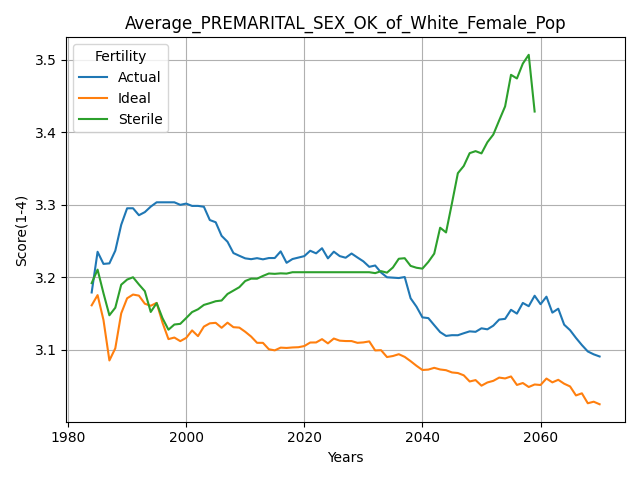 Average_PREMARITAL_SEX_OK_of_White_Female_Pop
Fertility
Actual
Ideal
Sterile
Score(1-4)
3.5
3.4
3.3
3.2
3.1
1980 2000 2020 2040 2060
Years